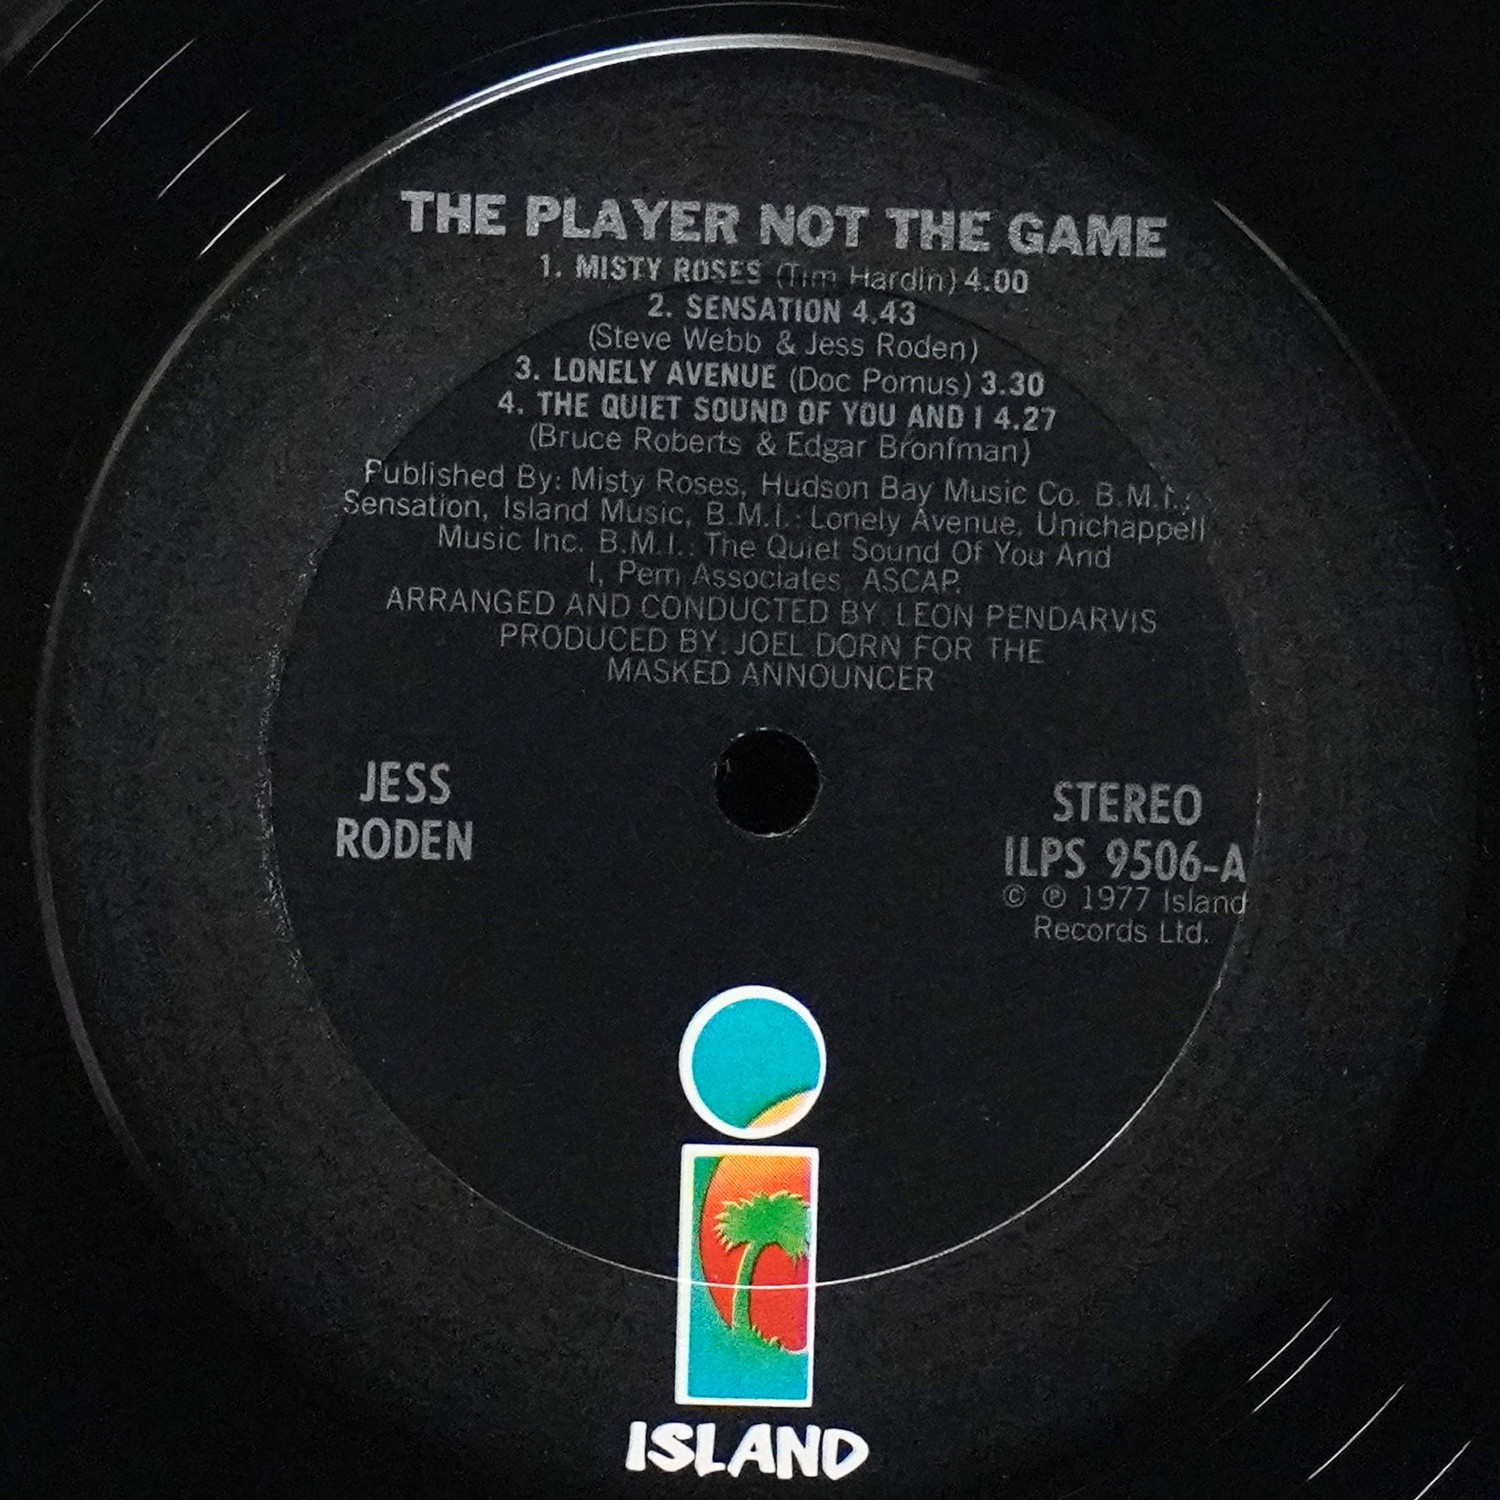 THE PLAYER NOT THE GAME
1. MISTY ROSES (Tim Hardin) 4.00
2. SENSATION 4.43
(Steve Webb & Jess Roden)
3. LONELY AVENUE (Doc Pomus) 3.30
4. THE QUIET SOUND OF YOU AND I 4.27
(Bruce Roberts & Edgar Bronfman)
Published By: Misty Roses, Hudson Bay Music Co. B.M.I.;
Sensation, Island Music, B.M.I.: Lonely Avenue, Unichappell
Music Inc. B.M.I.: The Quiet Sound Of You And
I, Pem Associates, ASCAP.
ARRANGED AND CONDUCTED BY: LEON PENDARVIS
PRODUCED BY: JOEL DORN FOR THE
MASKED ANNOUNCER
JESS
RODEN
STEREO
ILPS 9506-A
© ℗ 1977 Island
Records Ltd.
ISLAND